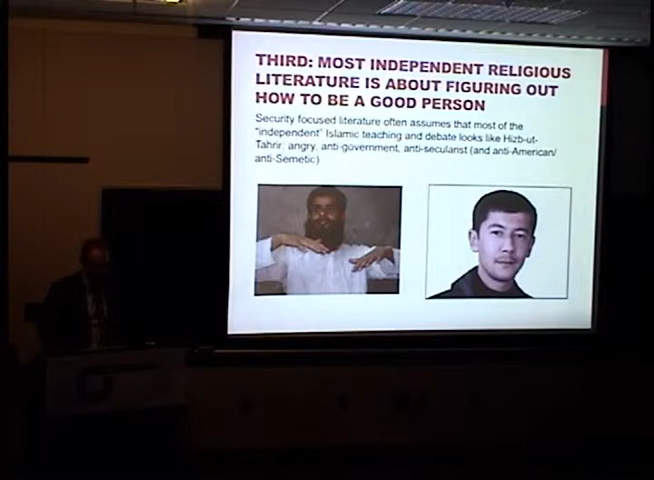 THIRD: MOST INDEPENDENT RELIGIOUS
LITERATURE IS ABOUT FIGURING OUT
HOW TO BE A GOOD PERSON
Security focused literature often assumes that most of the
"independent" Islamic teaching and debate looks like Hizb-ut-
Tahrir: angry, anti-government, anti-secularist (and anti-American/
anti-Semetic)